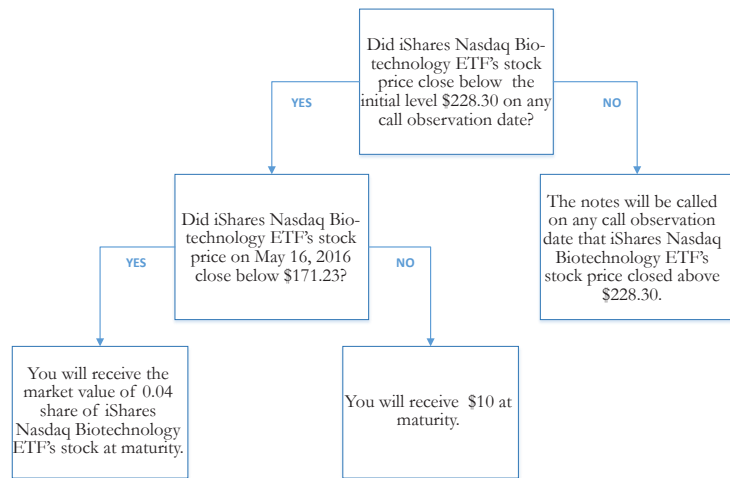 Did iShares Nasdaq Bio-
technology ETF's stock
price close below the
initial level $228.30 on any
call observation date?
YES
NO
Did iShares Nasdaq Bio-
technology ETF's stock
price on May 16, 2016
close below $171.23?
The notes will be called
on any call observation
date that iShares Nasdaq
Biotechnology ETF's
stock price closed above
$228.30.
YES
NO
You will receive the
market value of 0.04
share of iShares
Nasdaq Biotechnology
ETF's stock at maturity.
You will receive $10 at
maturity.